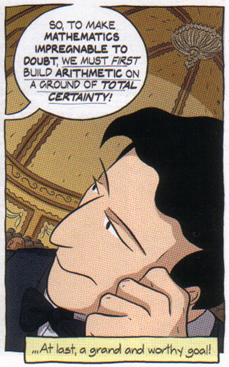 SO, TO MAKE
MATHEMATICS
IMPREGNABLE TO
DOUBT, WE MUST FIRST
BUILD ARITHMETIC ON
A GROUND OF TOTAL
CERTAINTY!
...At last, a grand and worthy goal!